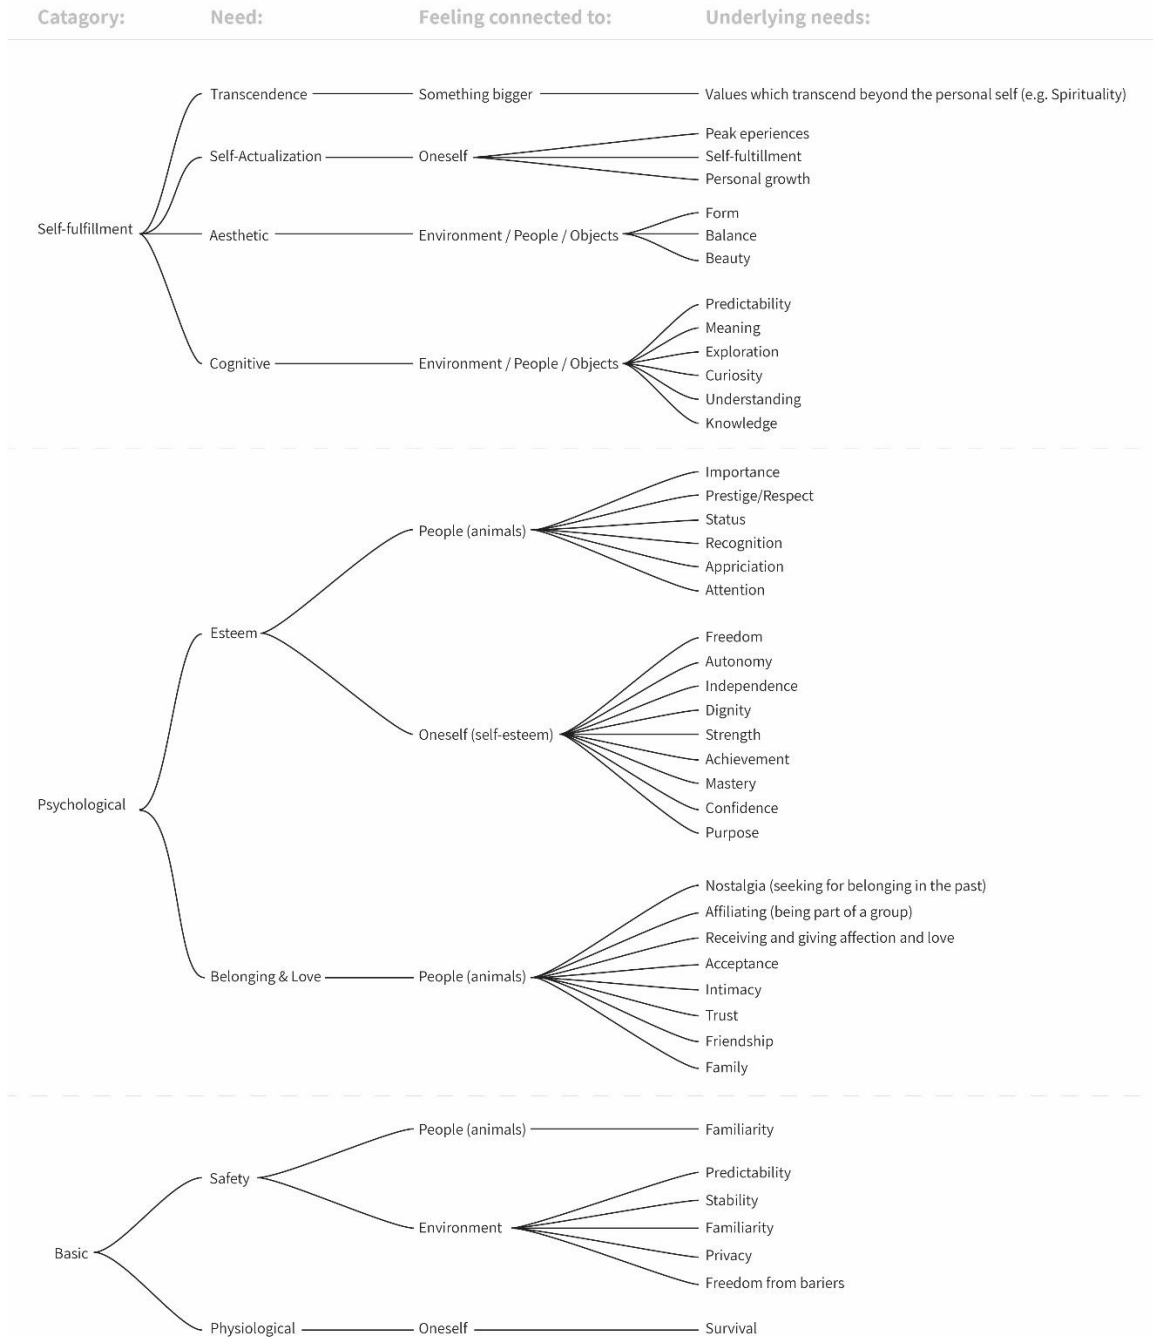 Catagory: Need: Feeling connected to: Underlying needs:
Transcendence Something bigger Values which transcend beyond the personal self (e.g. Spirituality)
Peak eperiences
Self-Actualization Oneself Self-fultillment
Personal growth
Form
Self-fulfillment Aesthetic Environment / People / Objects Balance
Beauty
Predictability
Meaning
Exploration
Cognitive Environment / People / Objects
Curiosity
Understanding
Knowledge
Importance
Prestige/Respect
Status
People (animals)
Recognition
Appriciation
Attention
Esteem
Freedom
Autonomy
Independence
Dignity
Oneself (self-esteem) Strength
Achievement
Mastery
Psychological Confidence
Purpose
Nostalgia (seeking for belonging in the past)
Affiliating (being part of a group)
Receiving and giving affection and love
Acceptance
Belonging & Love People (animals)
Intimacy
Trust
Friendship
Family
People (animals) Familiarity
Safety Predictability
Stability
Environment Familiarity
Basic Privacy
Freedom from bariers
Physiological Oneself Survival